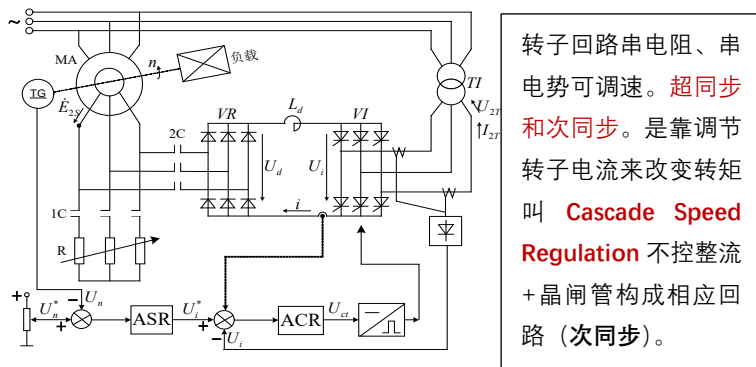 ~
MA
n
负载
TG
Ė2S
TI
U2T
I2T
2C
VR
Ld
VI
Ud
Ui
i
1C
R
+
U*n
−
Un
+
ASR
U*i
+
−
Ui
ACR
Uct
转子回路串电阻、串
电势可调速。超同步
和次同步。是靠调节
转子电流来改变转矩
叫 Cascade Speed
Regulation 不控整流
+晶闸管构成相应回
路（次同步）。